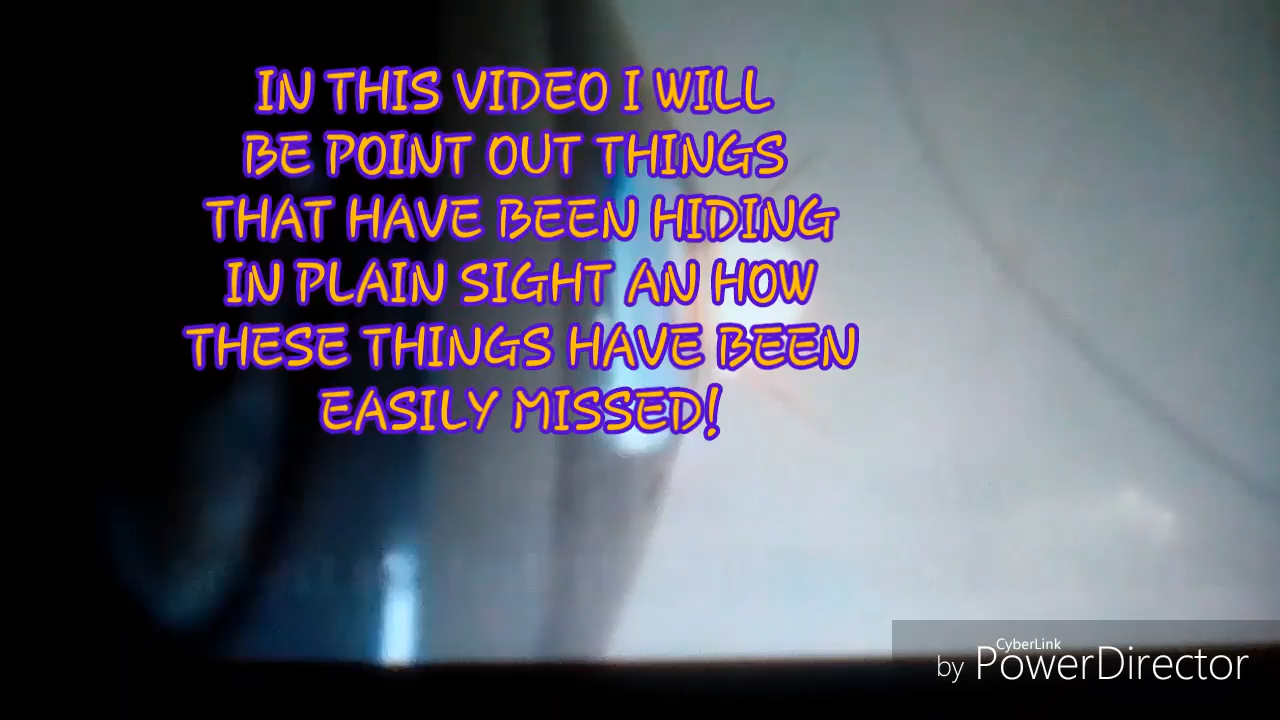 IN THIS VIDEO I WILL
BE POINT OUT THINGS
THAT HAVE BEEN HIDING
IN PLAIN SIGHT AN HOW
THESE THINGS HAVE BEEN
EASILY MISSED!
CyberLink
by PowerDirector